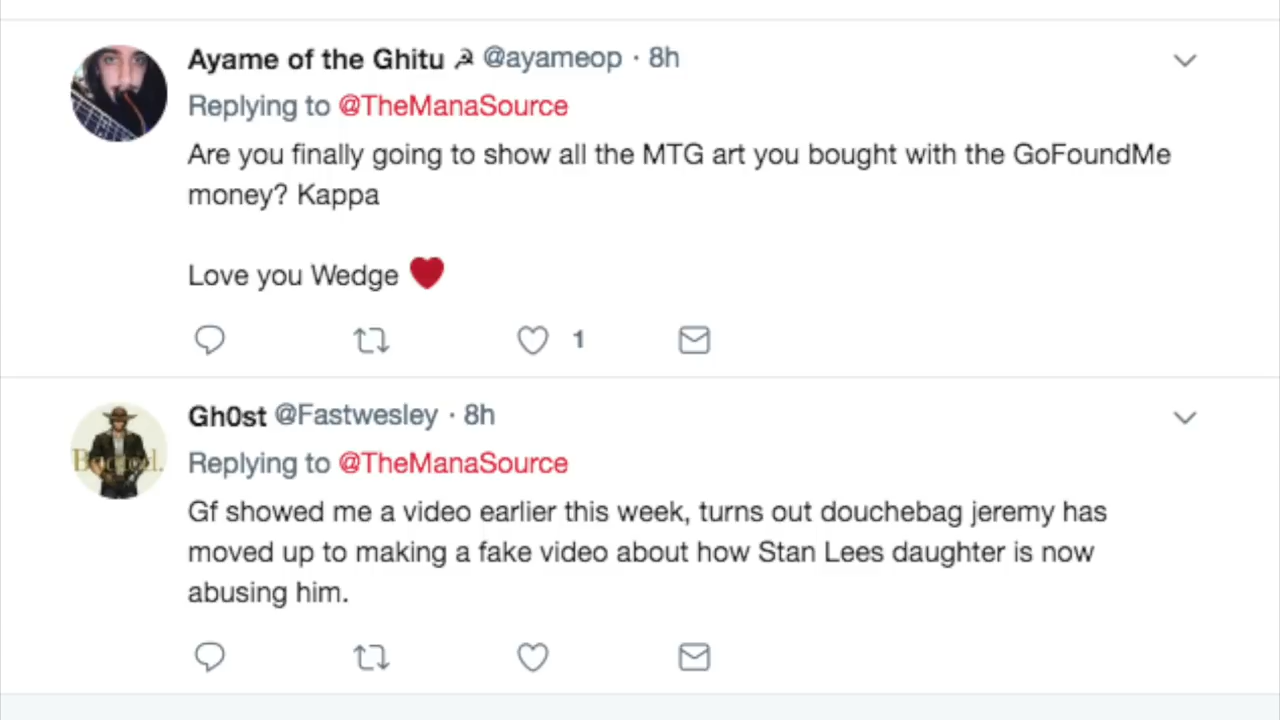 Ayame of the Ghitu ☭ @ayameop · 8h
Replying to @TheManaSource
Are you finally going to show all the MTG art you bought with the GoFoundMe
money? Kappa
Love you Wedge ❤
1
Gh0st @Fastwesley · 8h
Replying to @TheManaSource
Gf showed me a video earlier this week, turns out douchebag jeremy has
moved up to making a fake video about how Stan Lees daughter is now
abusing him.